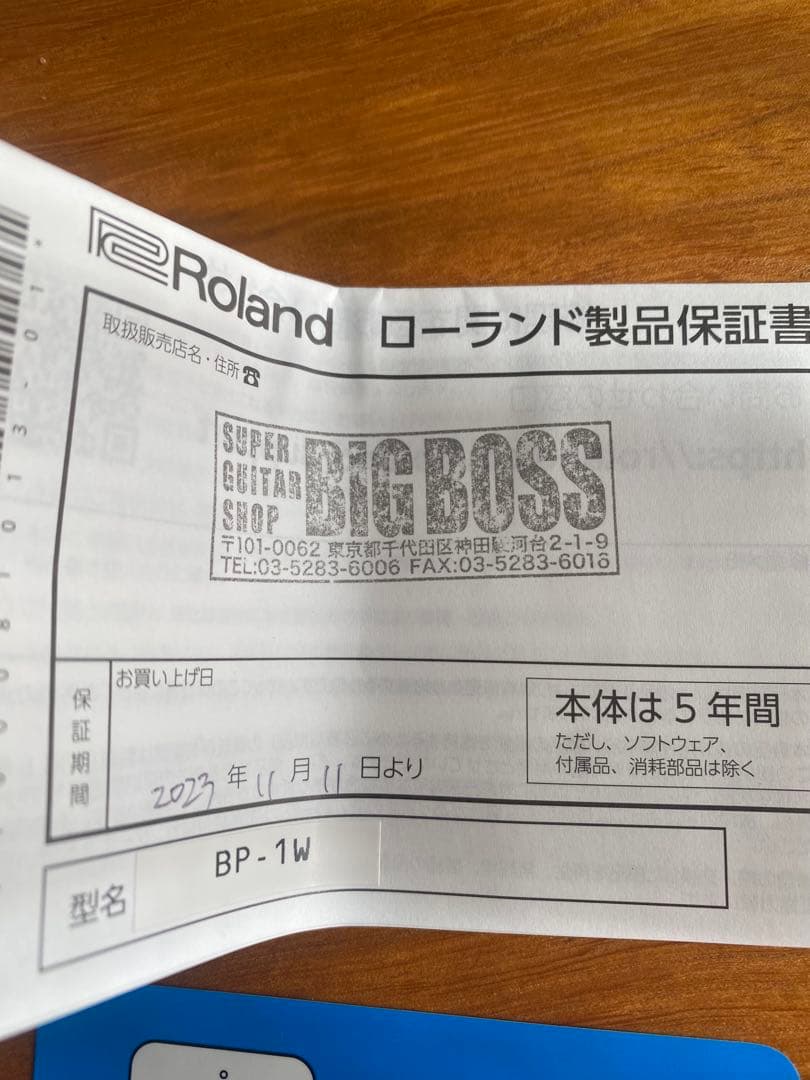 Roland ローランド製品保証書
取扱販売店名・住所☎
SUPER
GUITAR
SHOP
BIG BOSS
〒101-0062 東京都千代田区神田駿河台2-1-9
TEL:03-5283-6006 FAX:03-5283-6016
保証期間
お買い上げ日
2023年11月11日より
本体は5年間
ただし、ソフトウェア、
付属品、消耗部品は除く
型名
BP-1W